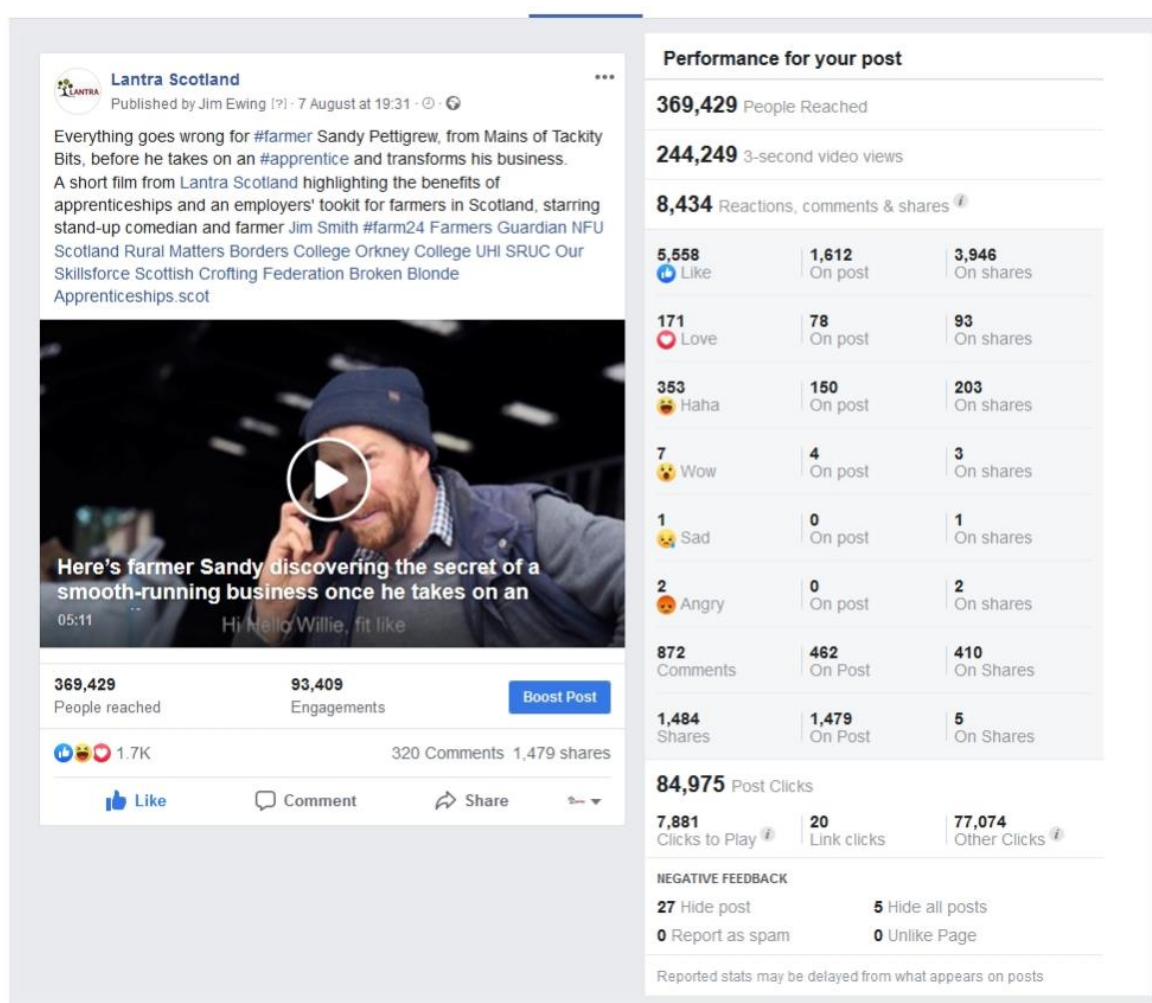 LANTRA
Lantra Scotland
Published by Jim Ewing [?] · 7 August at 19:31 ·
Everything goes wrong for #farmer Sandy Pettigrew, from Mains of Tackity
Bits, before he takes on an #apprentice and transforms his business.
A short film from Lantra Scotland highlighting the benefits of
apprenticeships and an employers' tookit for farmers in Scotland, starring
stand-up comedian and farmer Jim Smith #farm24 Farmers Guardian NFU
Scotland Rural Matters Borders College Orkney College UHI SRUC Our
Skillsforce Scottish Crofting Federation Broken Blonde
Apprenticeships.scot
Here's farmer Sandy discovering the secret of a
smooth-running business once he takes on an
05:11
Hi Hello Willie, fit like
369,429 93,409
People reached Engagements
Boost Post
1.7K 320 Comments 1,479 shares
Like Comment Share
Performance for your post
369,429 People Reached
244,249 3-second video views
8,434 Reactions, comments & shares
5,558 1,612 3,946
Like On post On shares
171 78 93
Love On post On shares
353 150 203
Haha On post On shares
7 4 3
Wow On post On shares
1 0 1
Sad On post On shares
2 0 2
Angry On post On shares
872 462 410
Comments On Post On Shares
1,484 1,479 5
Shares On Post On Shares
84,975 Post Clicks
7,881 20 77,074
Clicks to Play Link clicks Other Clicks
NEGATIVE FEEDBACK
27 Hide post 5 Hide all posts
0 Report as spam 0 Unlike Page
Reported stats may be delayed from what appears on posts